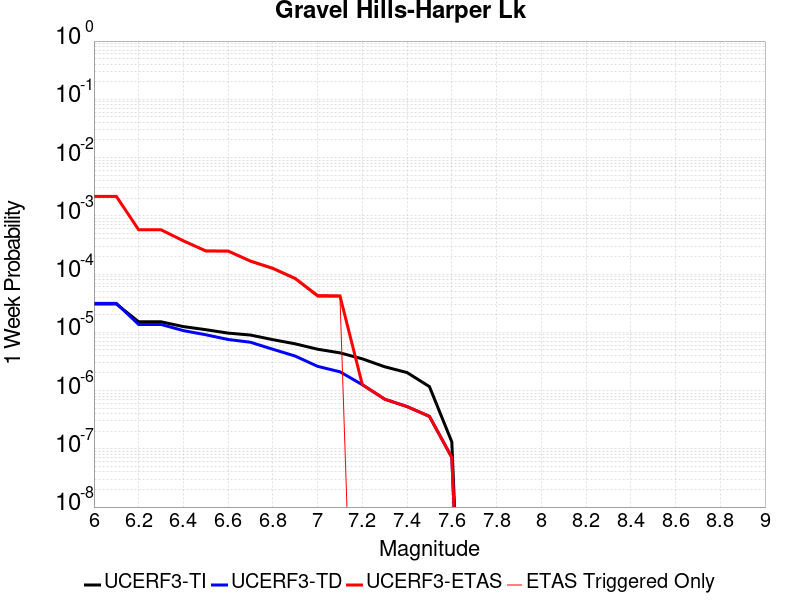 Gravel Hills-Harper Lk
10^0
10^-1
10^-2
10^-3
10^-4
10^-5
10^-6
10^-7
10^-8
1 Week Probability
6 6.2 6.4 6.6 6.8 7 7.2 7.4 7.6 7.8 8 8.2 8.4 8.6 8.8 9
Magnitude
UCERF3-TI UCERF3-TD UCERF3-ETAS ETAS Triggered Only